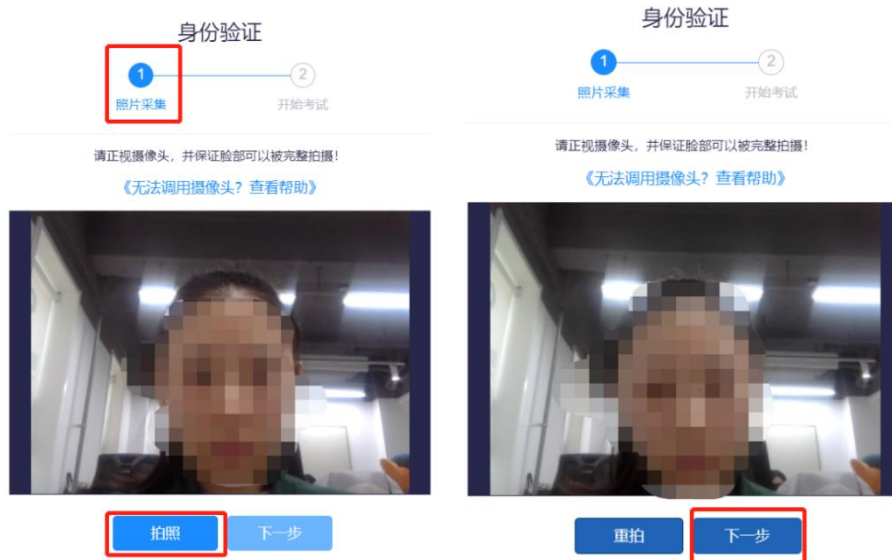 身份验证
1
2
照片采集
开始考试
请正视摄像头，并保证脸部可以被完整拍摄！
《无法调用摄像头？查看帮助》
拍照
下一步
身份验证
1
2
照片采集
开始考试
请正视摄像头，并保证脸部可以被完整拍摄！
《无法调用摄像头？查看帮助》
重拍
下一步